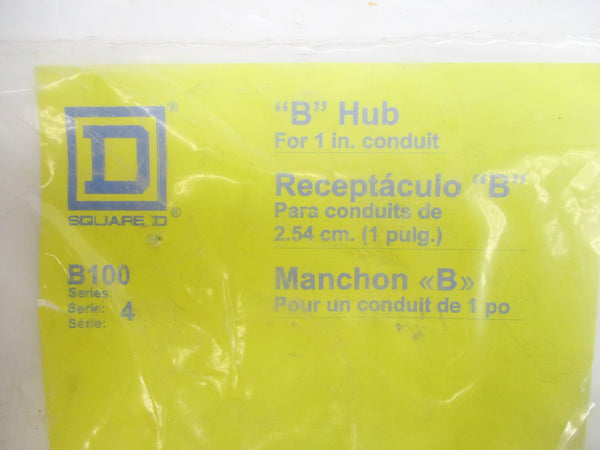 D®
SQUARE D®
B100
Series:
Serie: 4
Série:
"B" Hub
For 1 in. conduit
Receptáculo "B"
Para conduits de
2.54 cm. (1 pulg.)
Manchon «B»
Pour un conduit de 1 po